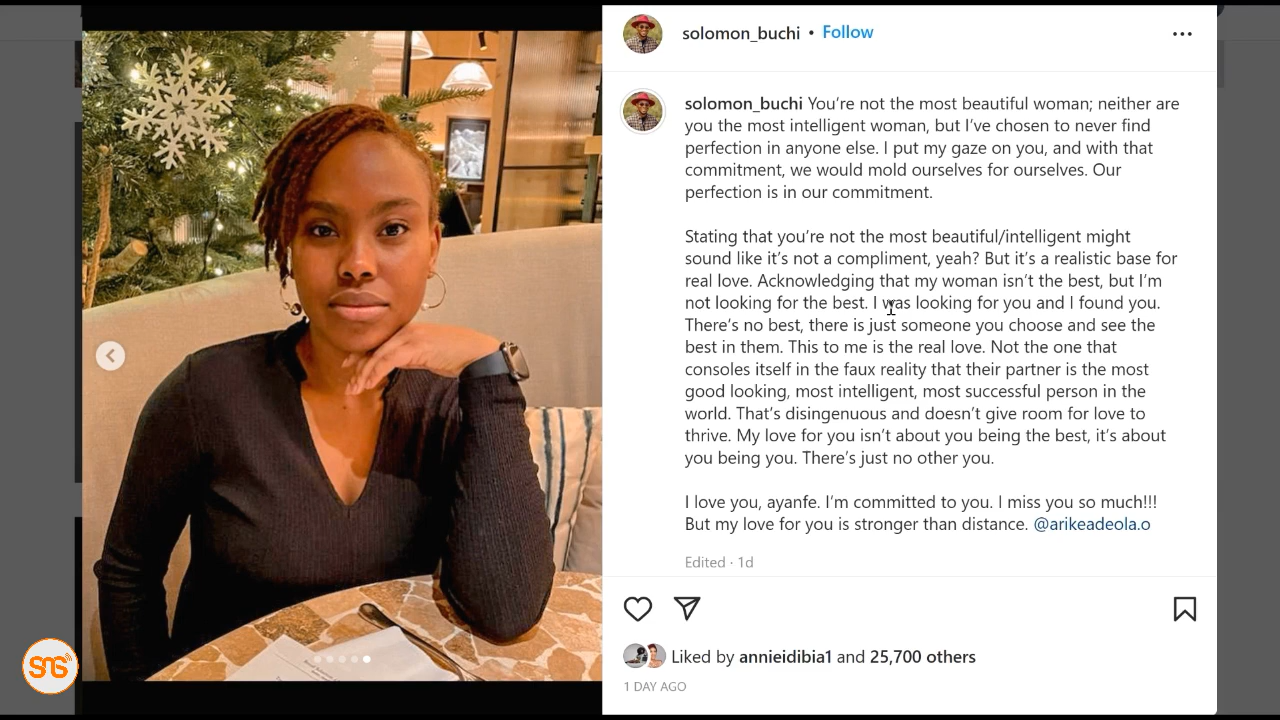 solomon_buchi • Follow
solomon_buchi You're not the most beautiful woman; neither are
you the most intelligent woman, but I've chosen to never find
perfection in anyone else. I put my gaze on you, and with that
commitment, we would mold ourselves for ourselves. Our
perfection is in our commitment.
Stating that you're not the most beautiful/intelligent might
sound like it's not a compliment, yeah? But it's a realistic base for
real love. Acknowledging that my woman isn't the best, but I'm
not looking for the best. I was looking for you and I found you.
There's no best, there is just someone you choose and see the
best in them. This to me is the real love. Not the one that
consoles itself in the faux reality that their partner is the most
good looking, most intelligent, most successful person in the
world. That's disingenuous and doesn't give room for love to
thrive. My love for you isn't about you being the best, it's about
you being you. There's just no other you.
I love you, ayanfe. I'm committed to you. I miss you so much!!!
But my love for you is stronger than distance. @arikeadeola.o
Edited · 1d
Liked by annieidibia1 and 25,700 others
1 DAY AGO
SNS